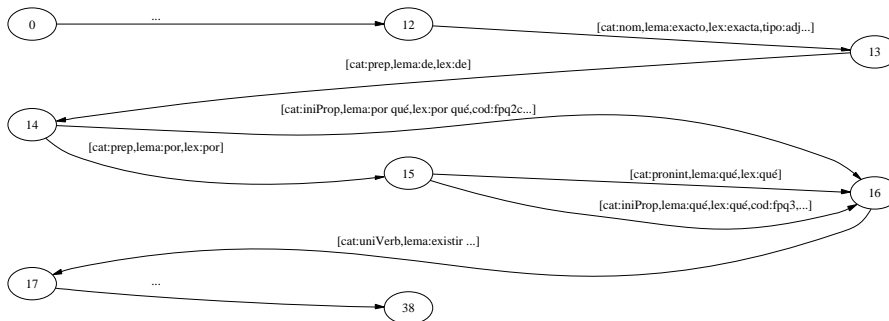 ...
0
12
[cat:nom,lema:exacto,lex:exacta,tipo:adj...]
13
[cat:prep,lema:de,lex:de]
[cat:iniProp,lema:por qué,lex:por qué,cod:fpq2c...]
14
[cat:prep,lema:por,lex:por]
15
[cat:pronint,lema:qué,lex:qué]
16
[cat:iniProp,lema:qué,lex:qué,cod:fpq3,...]
[cat:uniVerb,lema:existir ...]
17
...
38